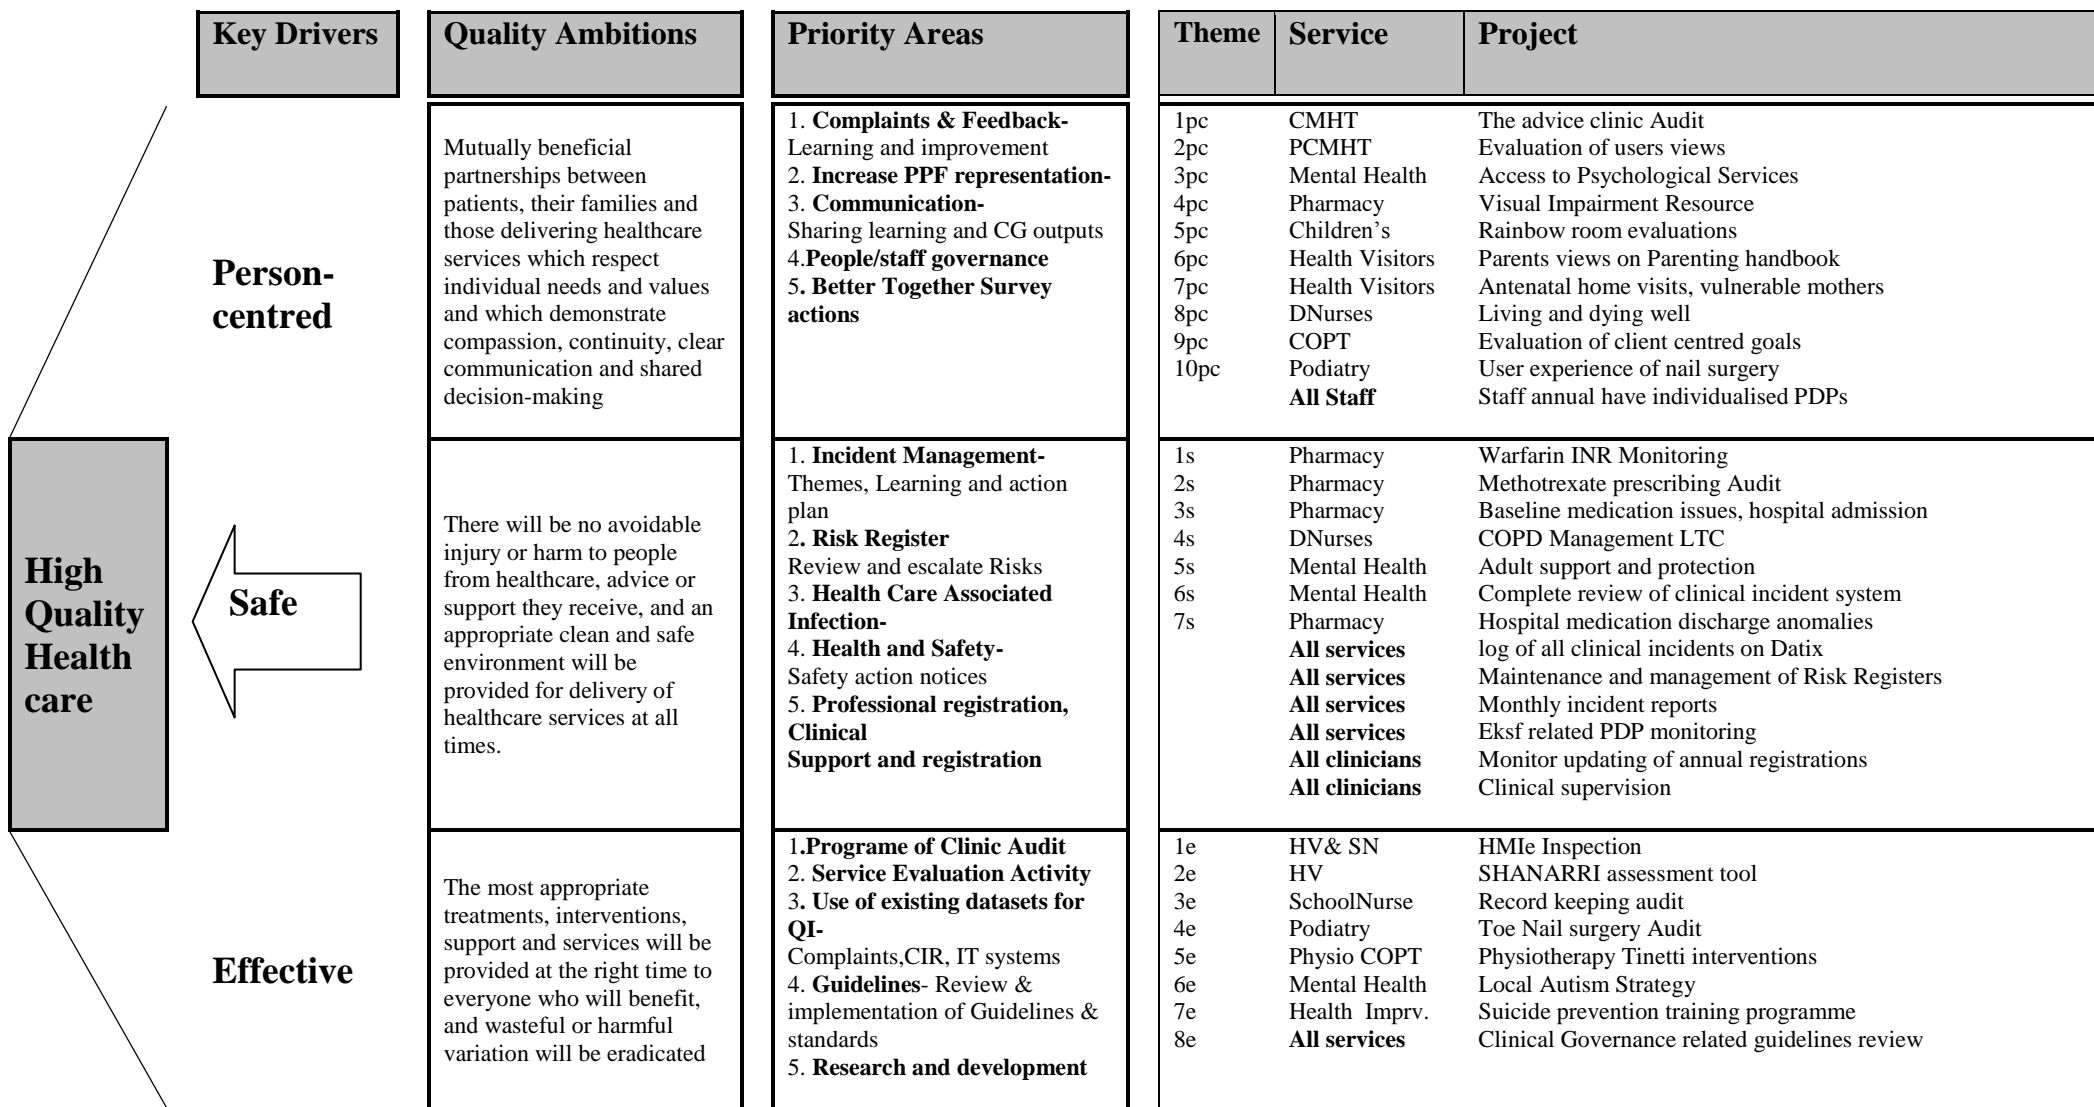 Key Drivers
Quality Ambitions
Priority Areas
Theme Service Project
High
Quality
Health
care
Person-
centred
Mutually beneficial
partnerships between
patients, their families and
those delivering healthcare
services which respect
individual needs and values
and which demonstrate
compassion, continuity, clear
communication and shared
decision-making
1. Complaints & Feedback-
Learning and improvement
2. Increase PPF representation-
3. Communication-
Sharing learning and CG outputs
4.People/staff governance
5. Better Together Survey
actions
1pc CMHT The advice clinic Audit
2pc PCMHT Evaluation of users views
3pc Mental Health Access to Psychological Services
4pc Pharmacy Visual Impairment Resource
5pc Children's Rainbow room evaluations
6pc Health Visitors Parents views on Parenting handbook
7pc Health Visitors Antenatal home visits, vulnerable mothers
8pc DNurses Living and dying well
9pc COPT Evaluation of client centred goals
10pc Podiatry User experience of nail surgery
All Staff Staff annual have individualised PDPs
Safe
There will be no avoidable
injury or harm to people
from healthcare, advice or
support they receive, and an
appropriate clean and safe
environment will be
provided for delivery of
healthcare services at all
times.
1. Incident Management-
Themes, Learning and action
plan
2. Risk Register
Review and escalate Risks
3. Health Care Associated
Infection-
4. Health and Safety-
Safety action notices
5. Professional registration,
Clinical
Support and registration
1s Pharmacy Warfarin INR Monitoring
2s Pharmacy Methotrexate prescribing Audit
3s Pharmacy Baseline medication issues, hospital admission
4s DNurses COPD Management LTC
5s Mental Health Adult support and protection
6s Mental Health Complete review of clinical incident system
7s Pharmacy Hospital medication discharge anomalies
All services log of all clinical incidents on Datix
All services Maintenance and management of Risk Registers
All services Monthly incident reports
All services Eksf related PDP monitoring
All clinicians Monitor updating of annual registrations
All clinicians Clinical supervision
Effective
The most appropriate
treatments, interventions,
support and services will be
provided at the right time to
everyone who will benefit,
and wasteful or harmful
variation will be eradicated
1.Programe of Clinic Audit
2. Service Evaluation Activity
3. Use of existing datasets for
QI-
Complaints,CIR, IT systems
4. Guidelines- Review &
implementation of Guidelines &
standards
5. Research and development
1e HV& SN HMIe Inspection
2e HV SHANARRI assessment tool
3e SchoolNurse Record keeping audit
4e Podiatry Toe Nail surgery Audit
5e Physio COPT Physiotherapy Tinetti interventions
6e Mental Health Local Autism Strategy
7e Health Imprv. Suicide prevention training programme
8e All services Clinical Governance related guidelines review